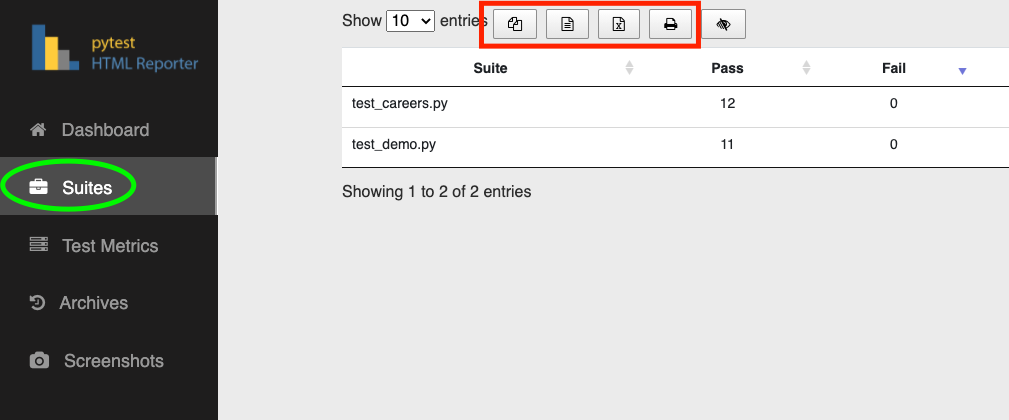 pytest
HTML Reporter
Dashboard
Suites
Test Metrics
Archives
Screenshots
Show 10 entries
Suite Pass Fail
test_careers.py 12 0
test_demo.py 11 0
Showing 1 to 2 of 2 entries